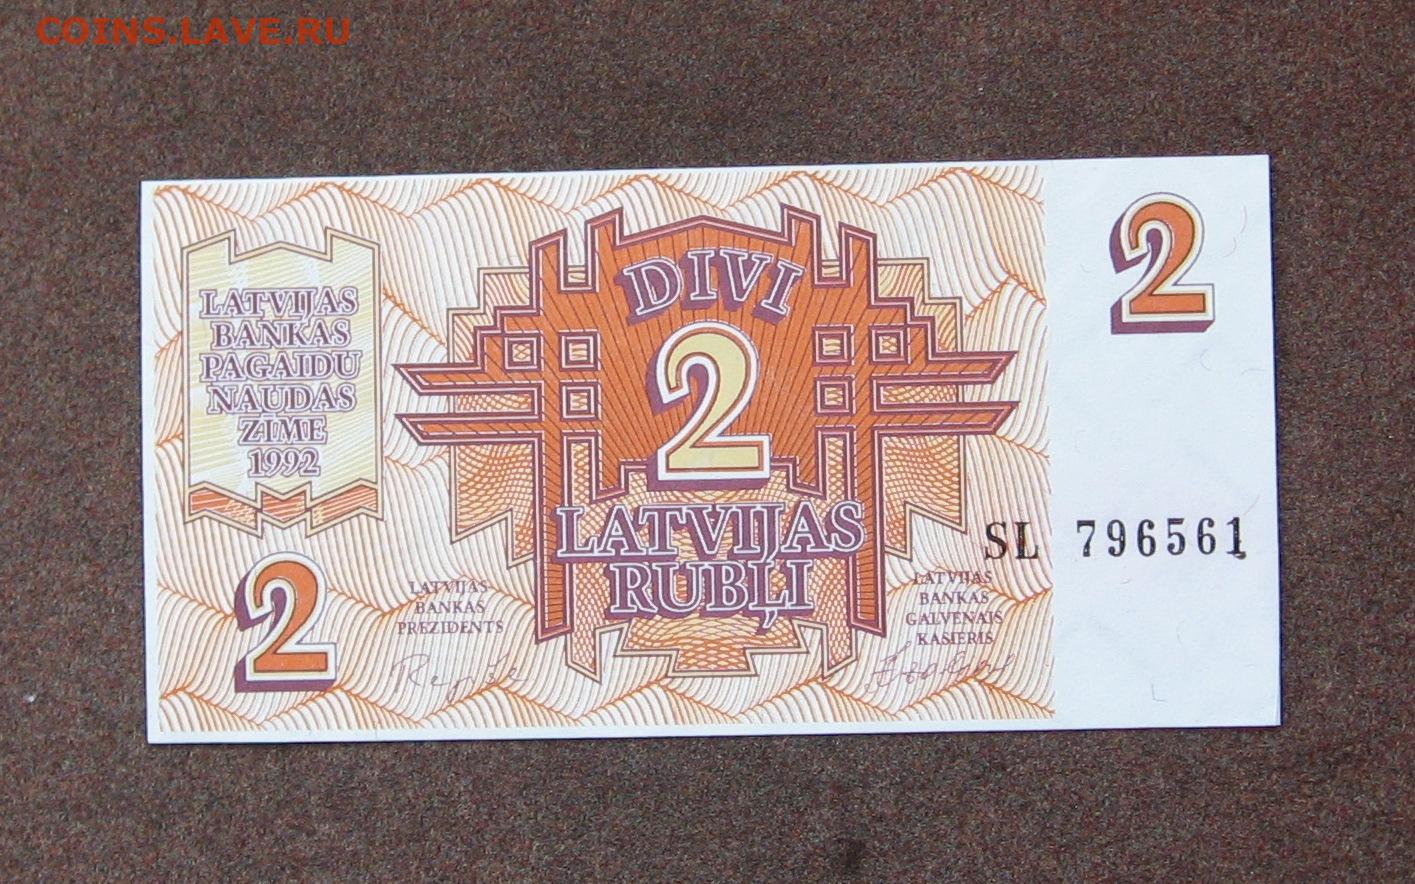 COINS.LAVE.RU
LATVIJAS
BANKAS
PAGAIDU
NAUDAS
ZĪME
1992
DIVI
2
LATVIJAS
RUBĻI
2
SL 796561
2
LATVIJAS
BANKAS
PREZIDENTS
LATVIJAS
BANKAS
GALVENAIS
KASIERIS